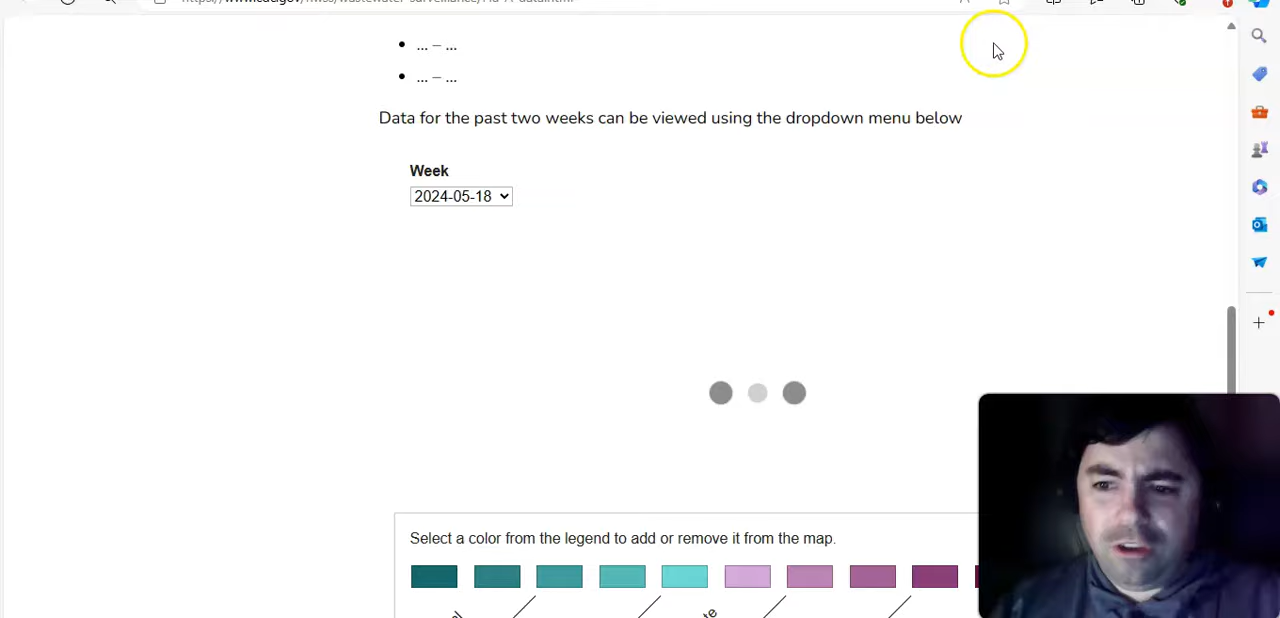 ... – ...
... – ...
Data for the past two weeks can be viewed using the dropdown menu below
Week
2024-05-18
Select a color from the legend to add or remove it from the map.